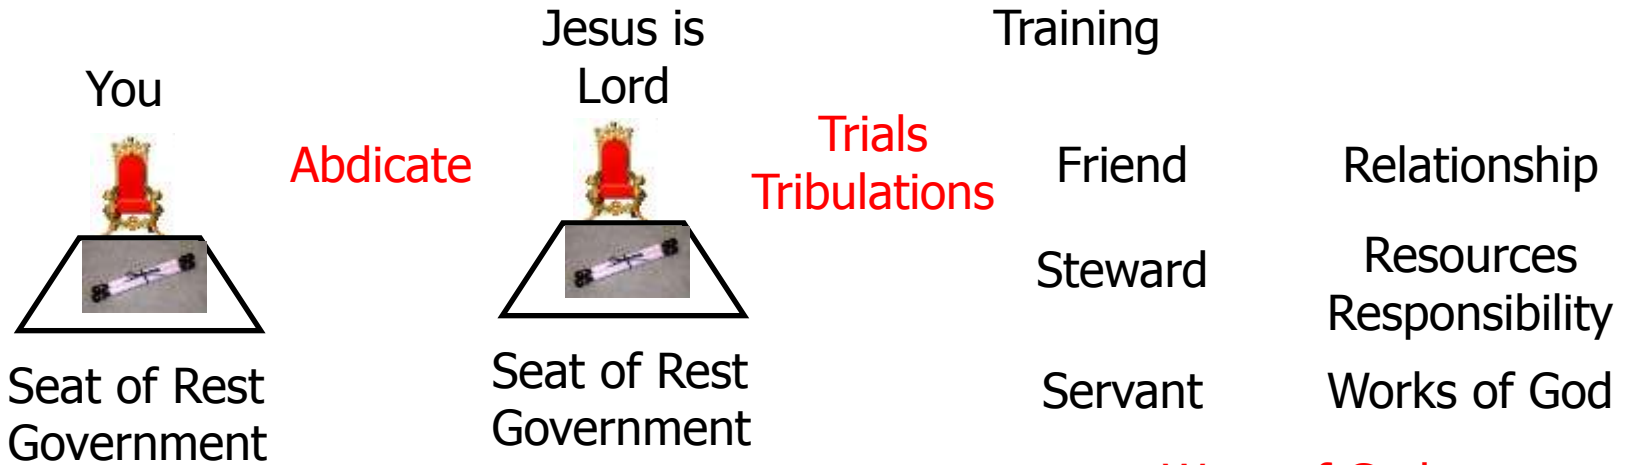 You
Seat of Rest
Government
Abdicate
Jesus is
Lord
Seat of Rest
Government
Trials
Tribulations
Training
Friend
Relationship
Steward
Resources
Responsibility
Servant
Works of God